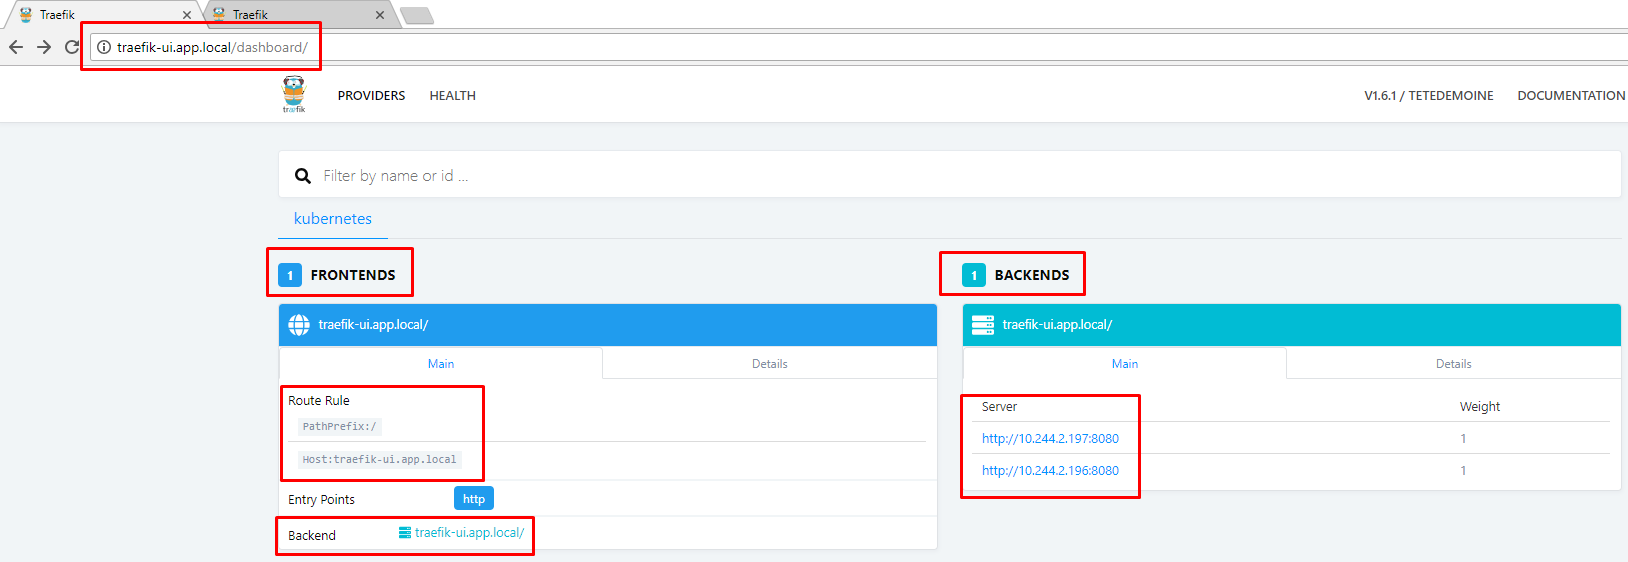 Traefik
Traefik
traefik-ui.app.local/dashboard/
træfik
PROVIDERS
HEALTH
V1.6.1 / TETEDEMOINE
DOCUMENTATION
Filter by name or id ...
kubernetes
1 FRONTENDS
traefik-ui.app.local/
Main
Details
Route Rule
PathPrefix:/
Host:traefik-ui.app.local
Entry Points http
Backend traefik-ui.app.local/
1 BACKENDS
traefik-ui.app.local/
Main
Details
Server Weight
http://10.244.2.197:8080 1
http://10.244.2.196:8080 1